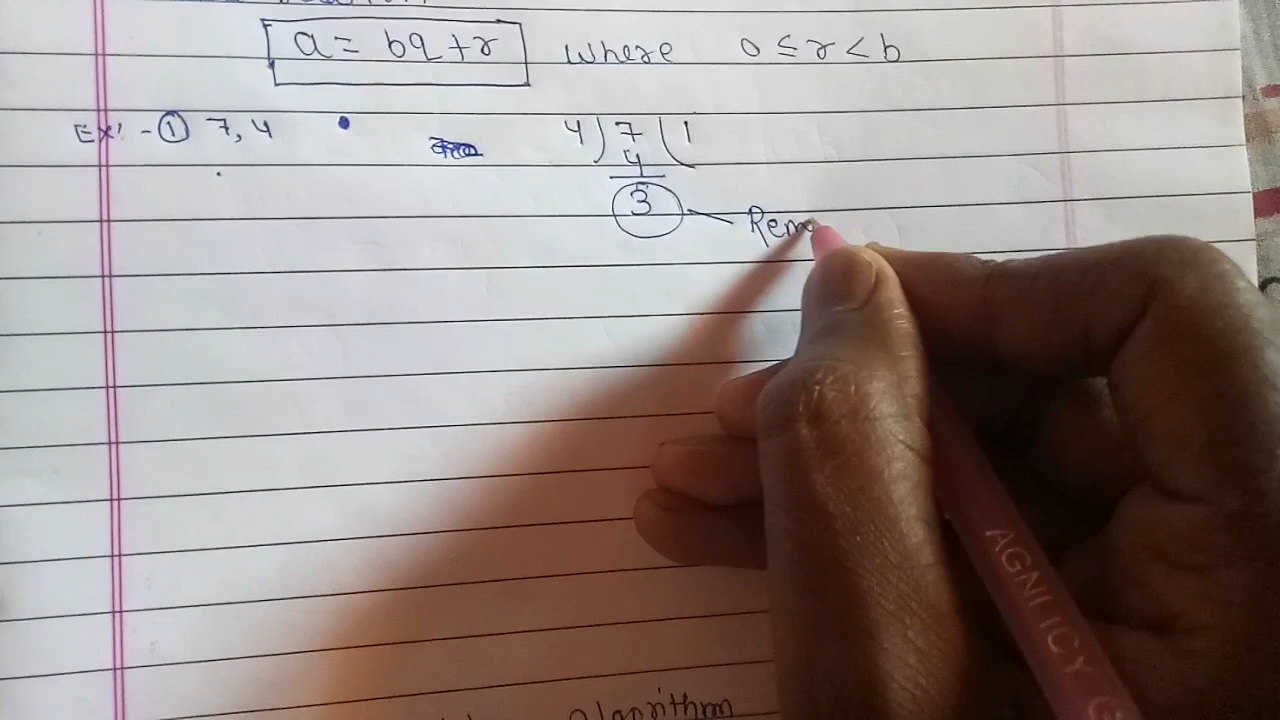 a = bq + r where 0 ≤ r < b
Ex! - ① 7, 4
4 ) 7 ( 1
4
3 — Rem
algorithm
AGNI ICY